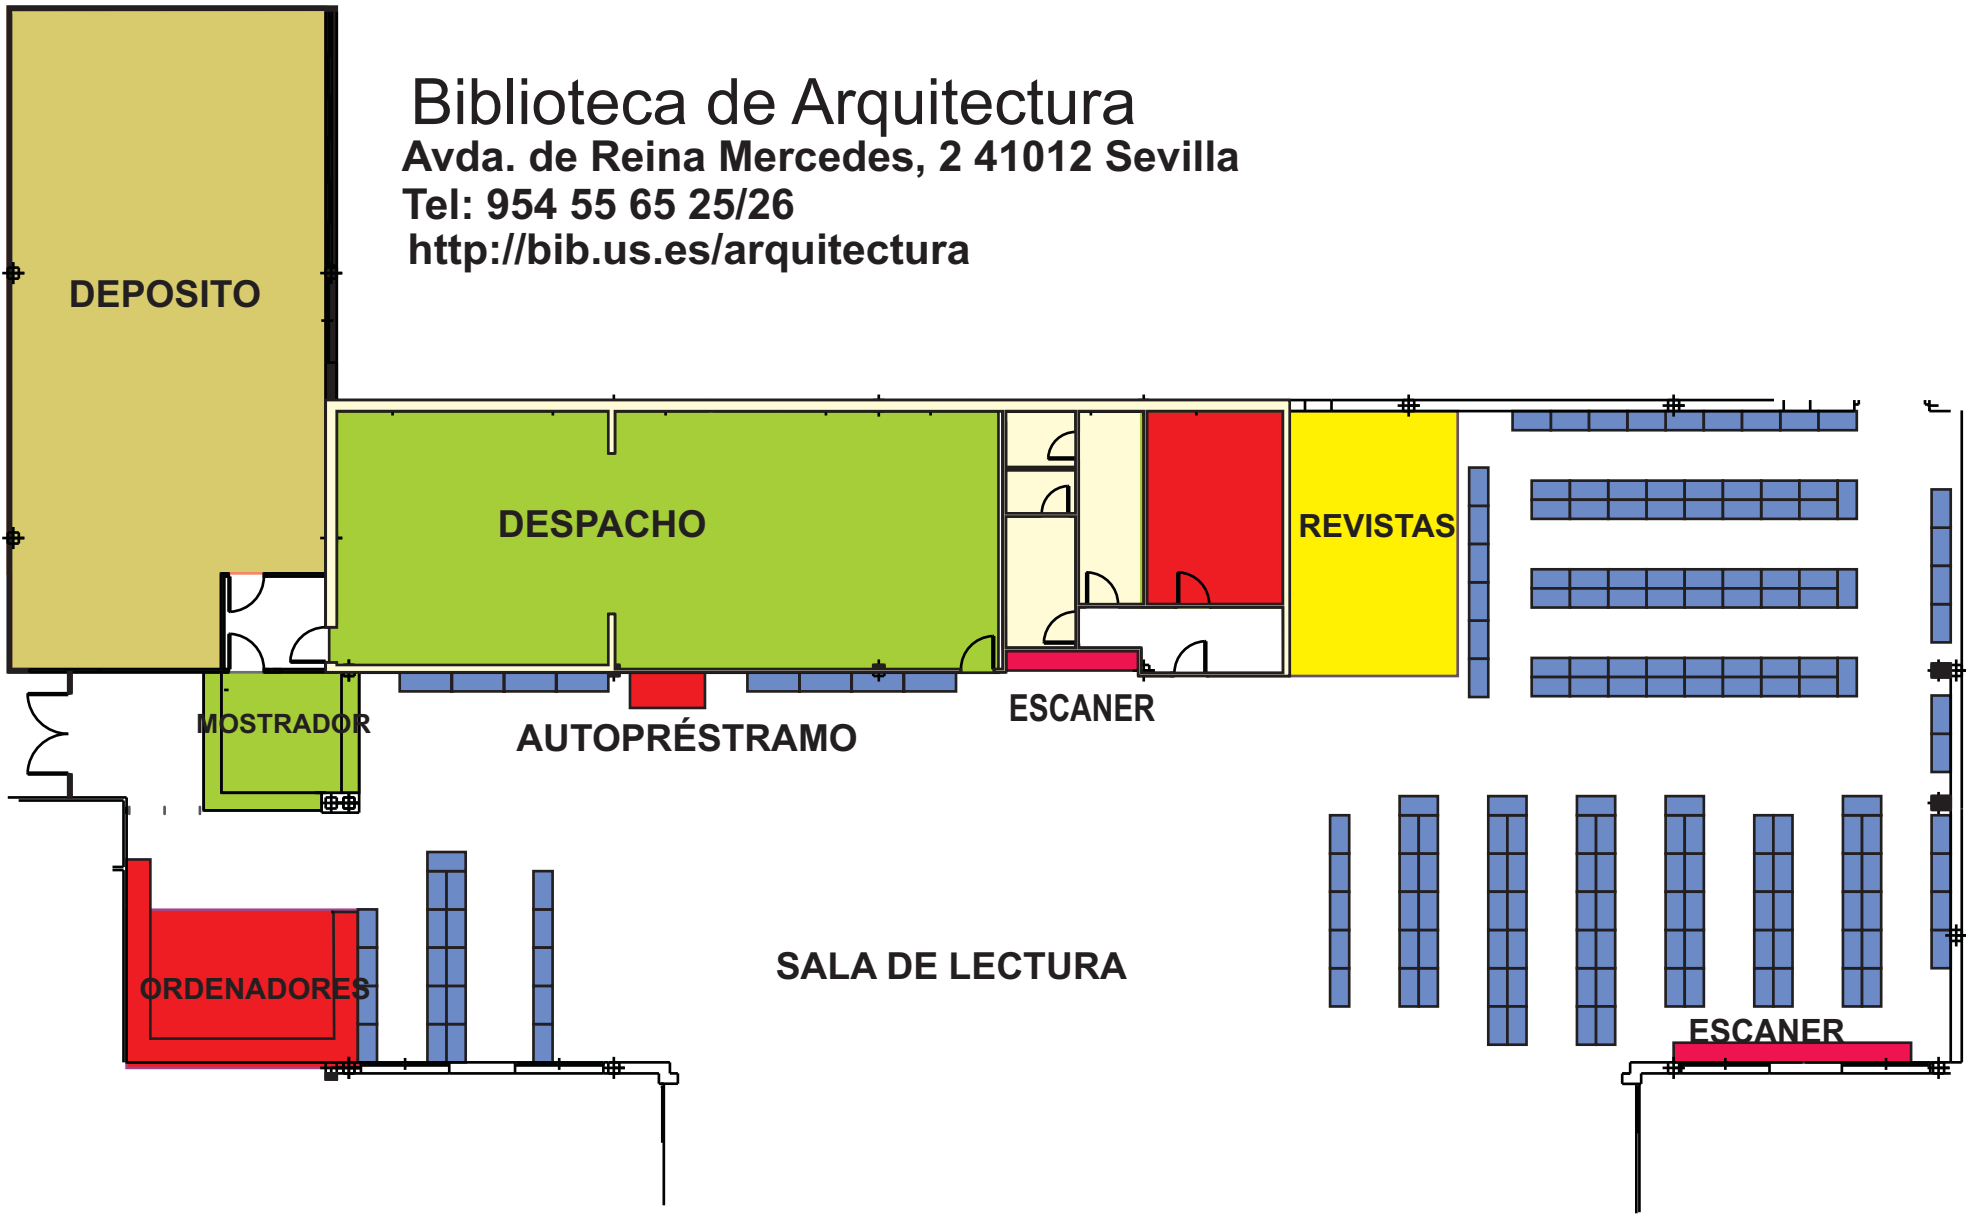 Biblioteca de Arquitectura
Avda. de Reina Mercedes, 2 41012 Sevilla
Tel: 954 55 65 25/26
http://bib.us.es/arquitectura
DEPOSITO
DESPACHO
REVISTAS
MOSTRADOR
AUTOPRÉSTRAMO
ESCANER
SALA DE LECTURA
ORDENADORES
ESCANER